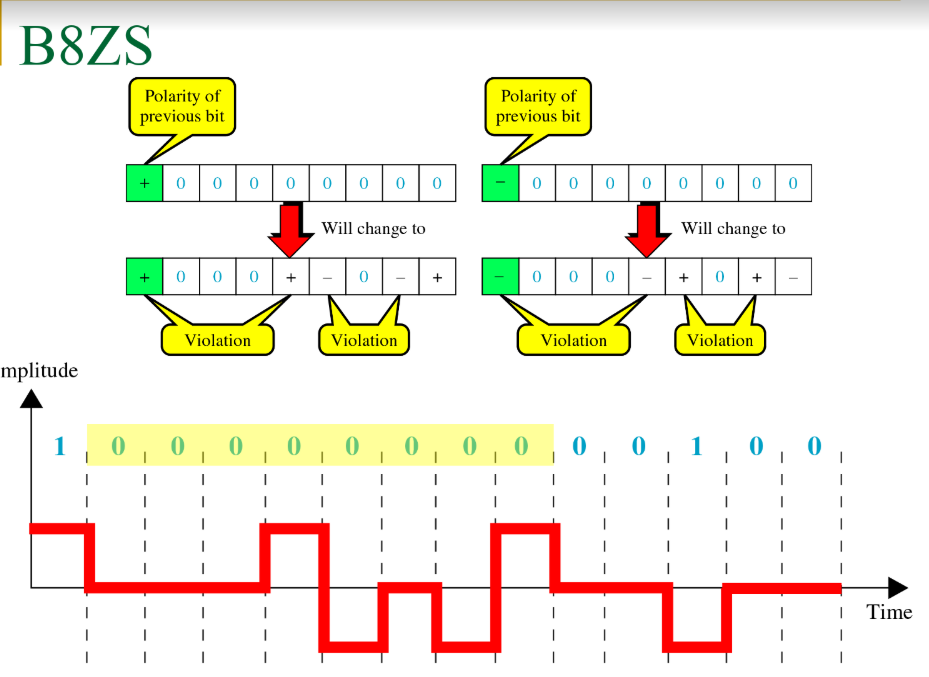 B8ZS
Polarity of
previous bit
Polarity of
previous bit
+ 0 0 0 0 0 0 0 0
− 0 0 0 0 0 0 0 0
Will change to
Will change to
+ 0 0 0 + − 0 − +
− 0 0 0 − + 0 + −
Violation
Violation
Violation
Violation
mplitude
1 0 0 0 0 0 0 0 0 0 0 1 0 0
Time